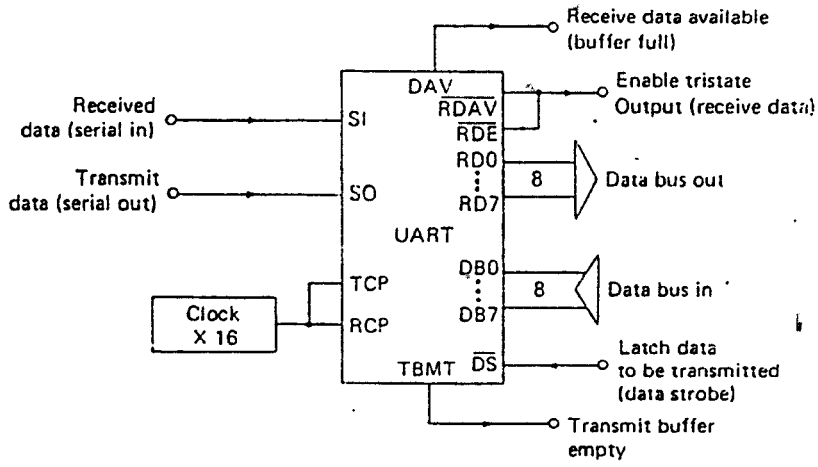 Receive data available
(buffer full)
DAV
RDAV
Enable tristate
Output (receive data)
Received
data (serial in)
SI
RDE
RD0
8
Data bus out
RD7
Transmit
data (serial out)
SO
UART
DB0
8
Data bus in
DB7
TCP
RCP
Clock
X 16
TBMT
DS
Latch data
to be transmitted
(data strobe)
Transmit buffer
empty